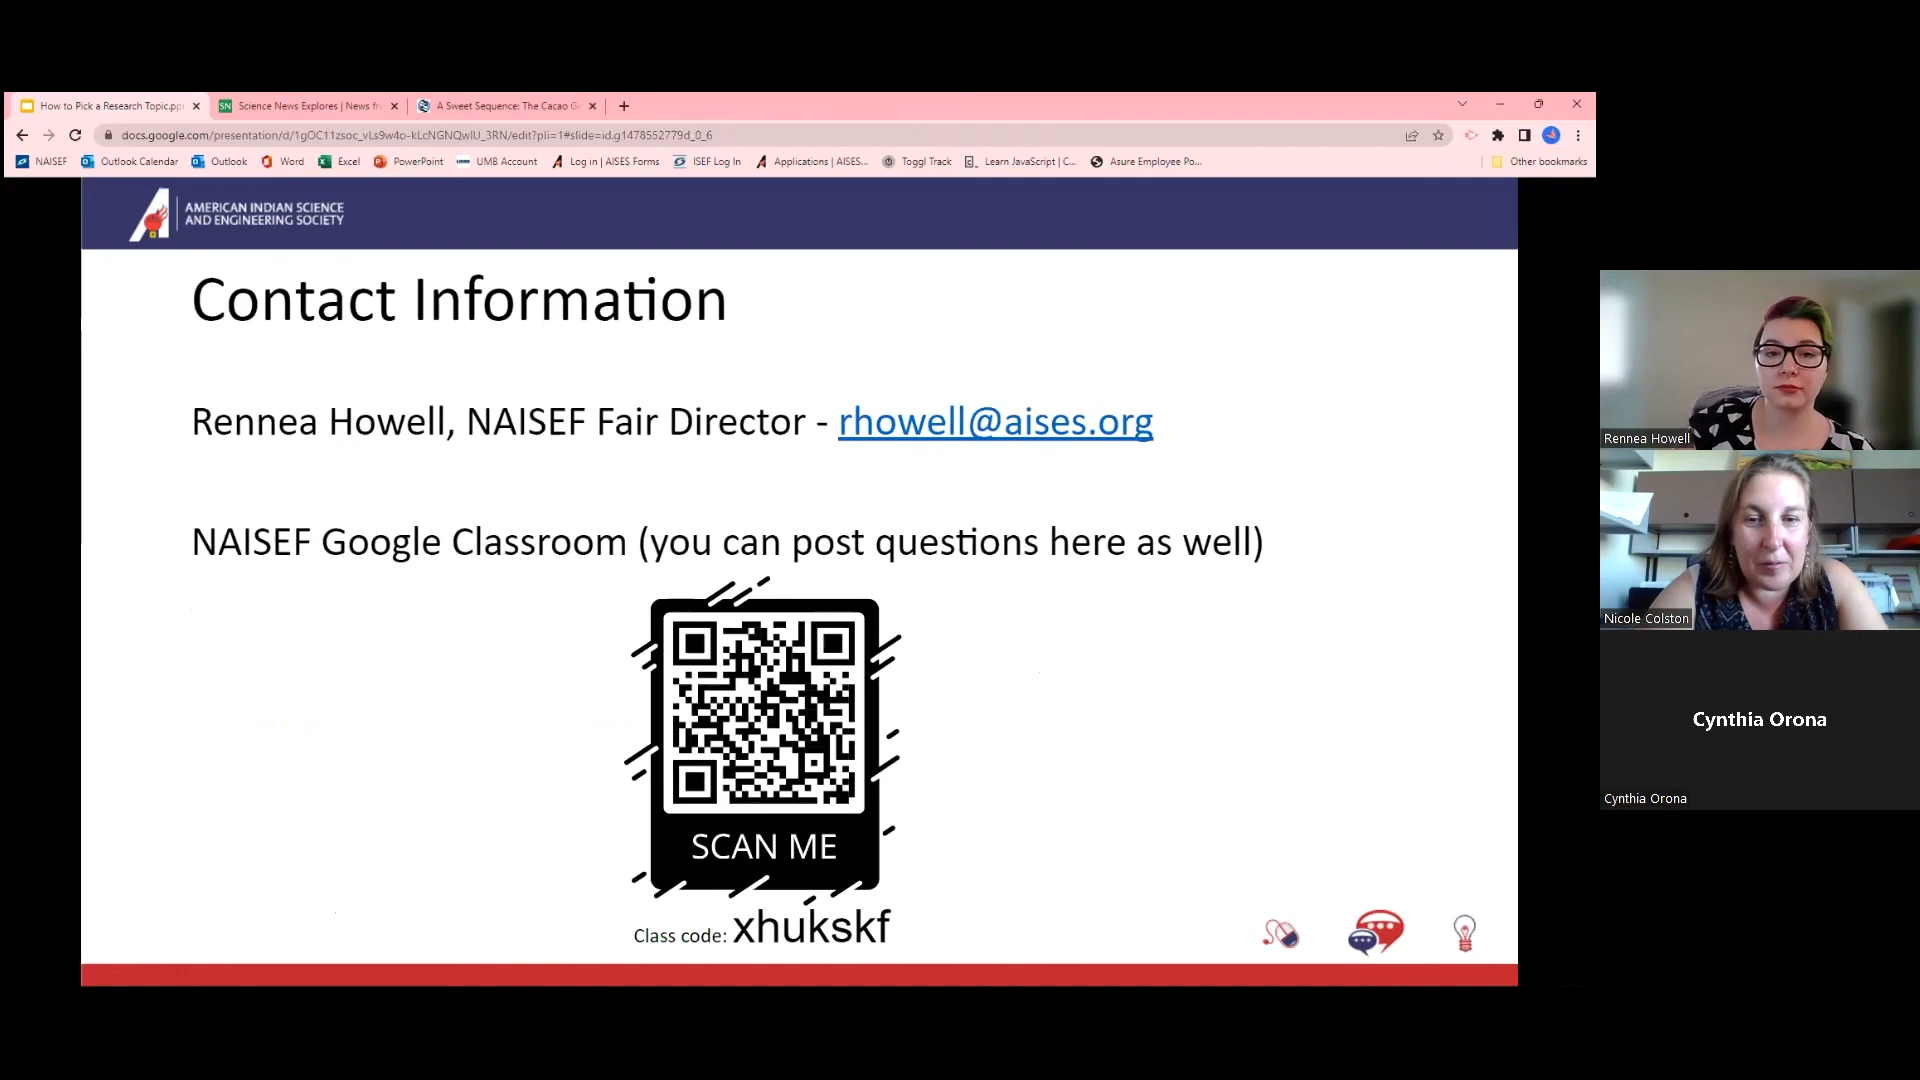 How to Pick a Research Topic.ppt
SN Science News Explores | News fr
A Sweet Sequence: The Cacao G
docs.google.com/presentation/d/1gOC11zsoc_vLs9w4o-kLcNGNQwIU_3RN/edit?pli=1#slide=id.g1478552779d_0_6
NAISEF Outlook Calendar Outlook Word Excel PowerPoint UMB Account Log in | AISES Forms ISEF Log In Applications | AISES... Toggl Track Learn JavaScript | C... Asure Employee Po... Other bookmarks
AMERICAN INDIAN SCIENCE
AND ENGINEERING SOCIETY
Contact Information
Rennea Howell, NAISEF Fair Director - rhowell@aises.org
NAISEF Google Classroom (you can post questions here as well)
SCAN ME
Class code: xhukskf
Rennea Howell
Nicole Colston
Cynthia Orona
Cynthia Orona